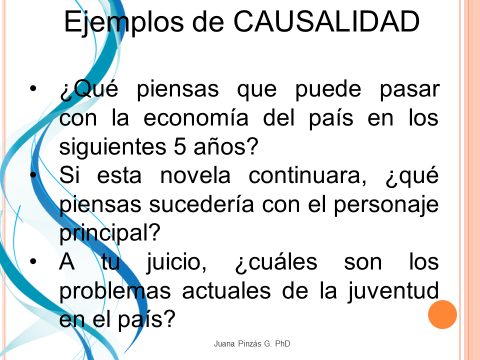 Ejemplos de CAUSALIDAD
• ¿Qué piensas que puede pasar
con la economía del país en los
siguientes 5 años?
• Si esta novela continuara, ¿qué
piensas sucedería con el personaje
principal?
• A tu juicio, ¿cuáles son los
problemas actuales de la juventud
en el país?
Juana Pinzás G. PhD